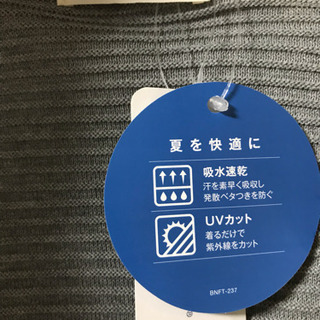 夏を快適に
吸水速乾
汗を素早く吸収し
発散ベタつきを防ぐ
UVカット
着るだけで
紫外線をカット
BNFT-237